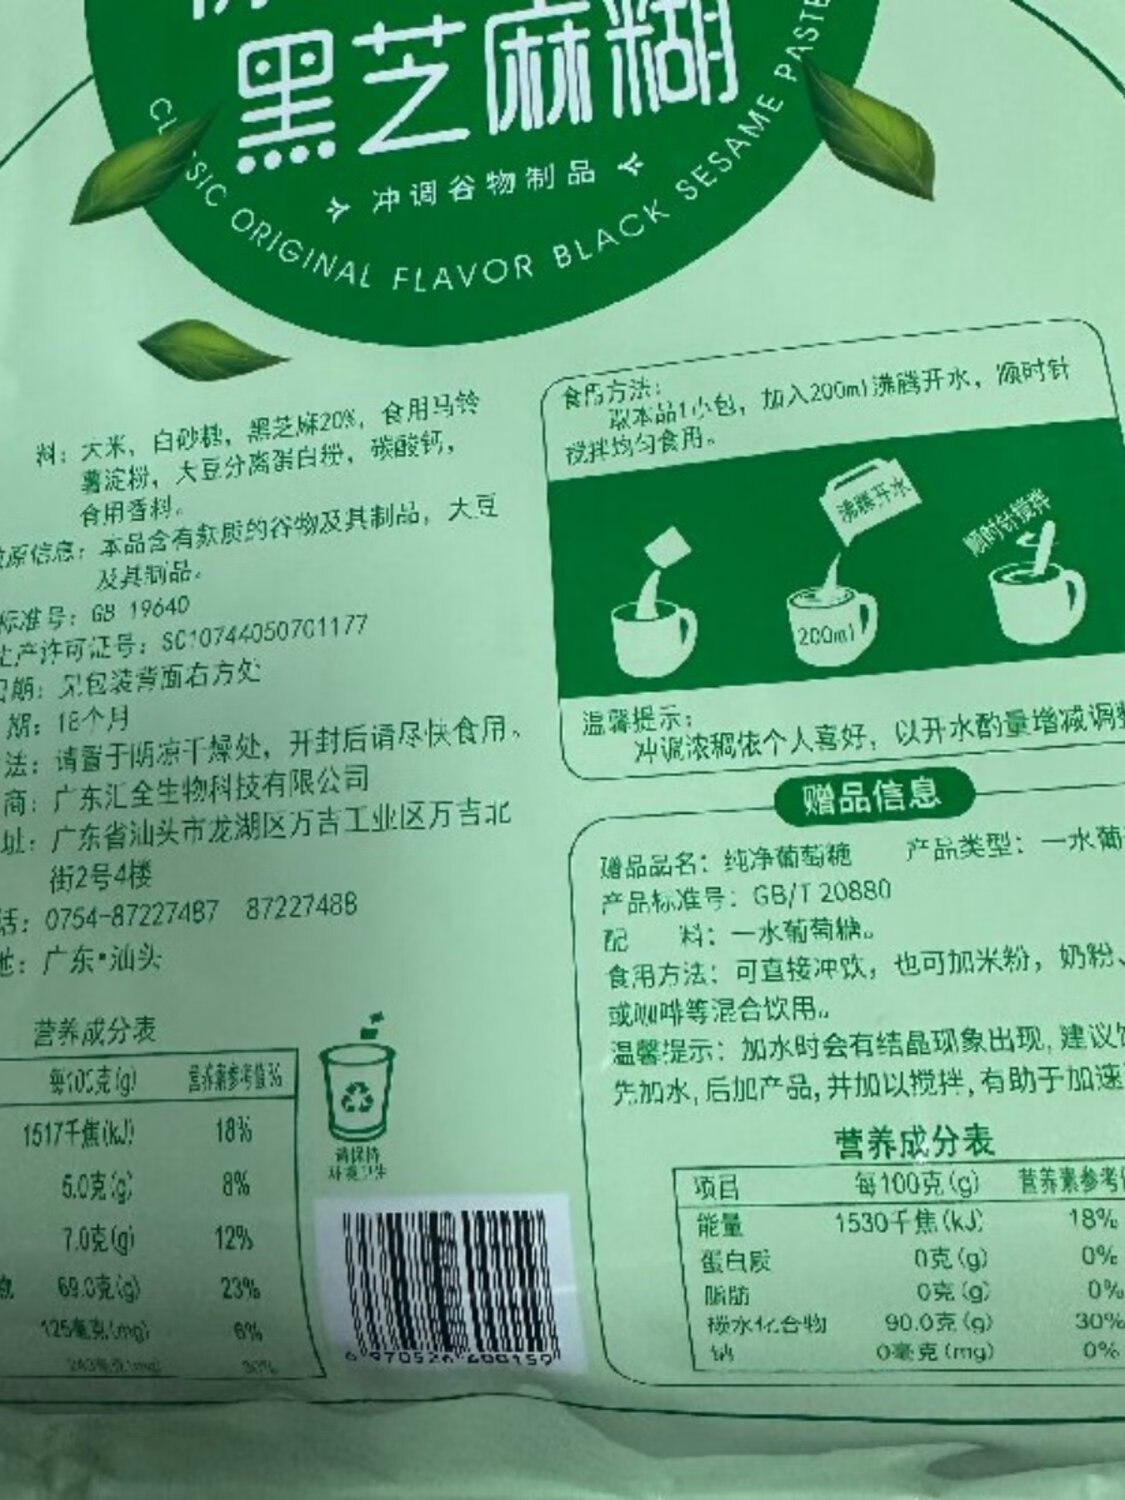 黑芝麻糊
冲调谷物制品
ORIGINAL FLAVOR BLACK SESAME PASTE
料：大米，白砂糖，黑芝麻20%，食用马铃
薯淀粉，大豆分离蛋白粉，碳酸钙，
食用香料。
原信息：本品含有麸质的谷物及其制品，大豆
及其制品。
标准号：GB 19640
生产许可证号：SC10744050701177
日期：见包装背面右方处
期：18个月
法：请置于阴凉干燥处，开封后请尽快食用。
商：广东汇全生物科技有限公司
址：广东省汕头市龙湖区万吉工业区万吉北
街2号4楼
话：0754-87227487 87227488
地：广东•汕头
营养成分表
每100克(g) 营养素参考值%
1517千焦(kJ) 18%
5.0克(g) 8%
7.0克(g) 12%
69.0克(g) 23%
125毫克(mg) 6%
243毫克(mg) 30%
请保持
环境卫生
食用方法：
取本品1小包，加入200ml沸腾开水，顺时针
搅拌均匀食用。
沸腾开水
顺时针搅拌
200ml
温馨提示：
冲调浓稠依个人喜好，以开水酌量增减调整
赠品信息
赠品品名：纯净葡萄糖 产品类型：一水葡
产品标准号：GB/T 20880
配 料：一水葡萄糖。
食用方法：可直接冲饮，也可加米粉，奶粉、
或咖啡等混合饮用。
温馨提示：加水时会有结晶现象出现，建议
先加水，后加产品，并加以搅拌，有助于加速
营养成分表
项目 每100克(g) 营养素参考
能量 1530千焦(kJ) 18%
蛋白质 0克(g) 0%
脂肪 0克(g) 0%
碳水化合物 90.0克(g) 30%
钠 0毫克(mg) 0%